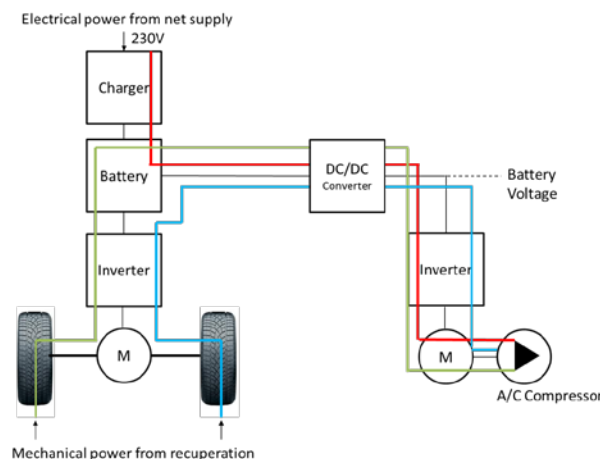 Electrical power from net supply
230V
Charger
Battery
DC/DC
Converter
Battery
Voltage
Inverter
Inverter
M
M
A/C Compressor
Mechanical power from recuperation